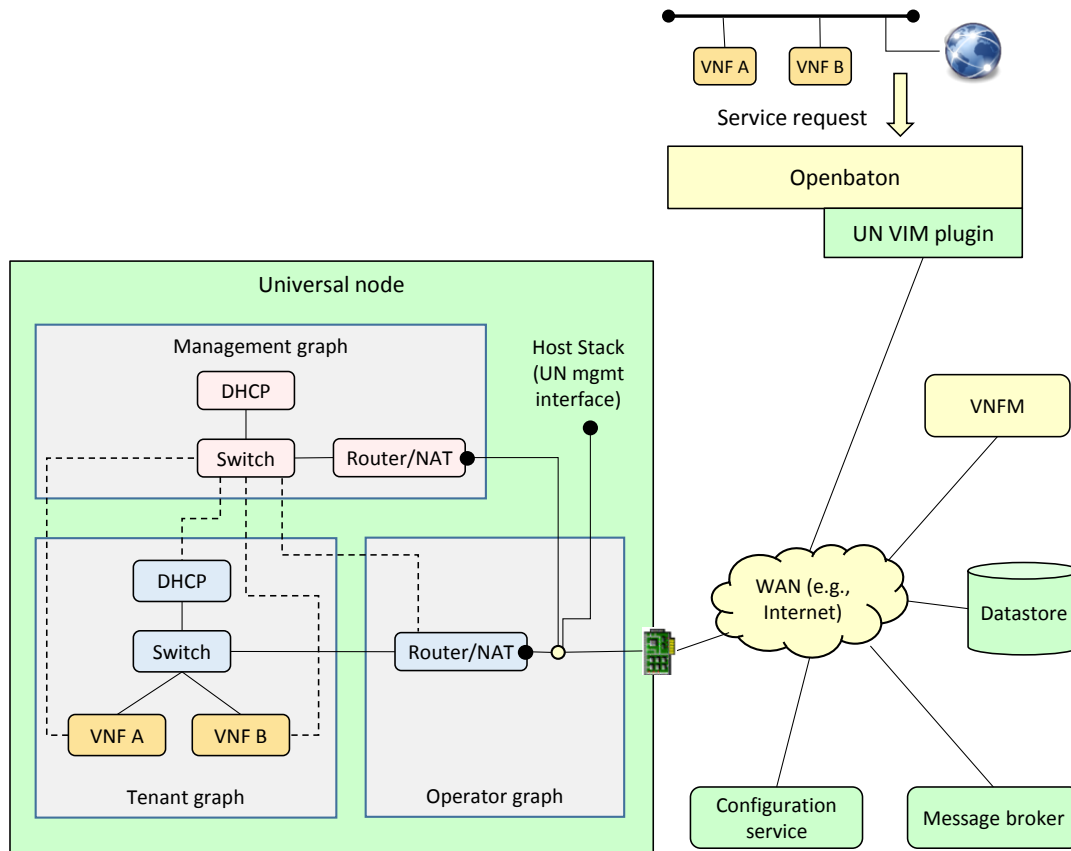 VNF A
VNF B
Service request
Openbaton
UN VIM plugin
Universal node
Management graph
DHCP
Switch
Router/NAT
Host Stack
(UN mgmt
interface)
VNFM
DHCP
Switch
Router/NAT
VNF A
VNF B
Tenant graph
Operator graph
WAN (e.g.,
Internet)
Datastore
Configuration
service
Message broker